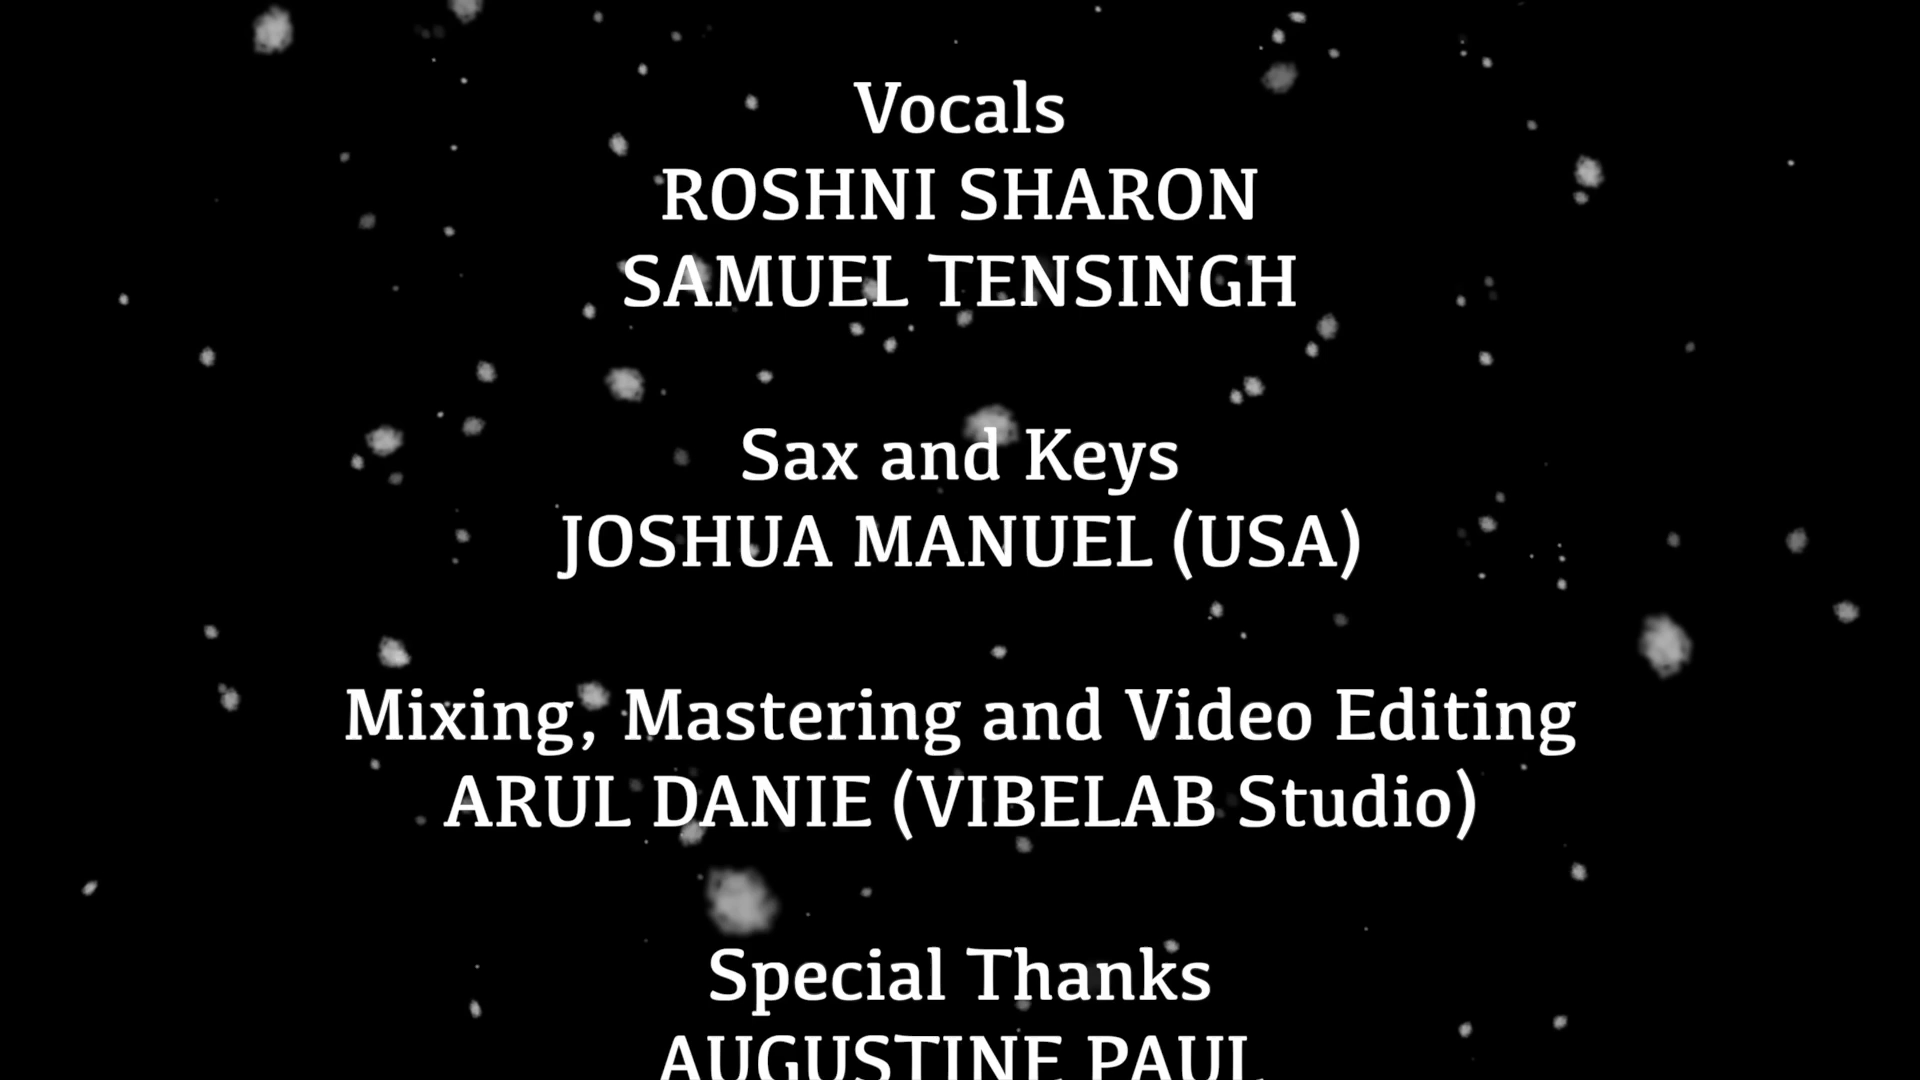 Vocals
ROSHNI SHARON
SAMUEL TENSINGH
Sax and Keys
JOSHUA MANUEL (USA)
Mixing, Mastering and Video Editing
ARUL DANIE (VIBELAB Studio)
Special Thanks
AUGUSTINE PAUL